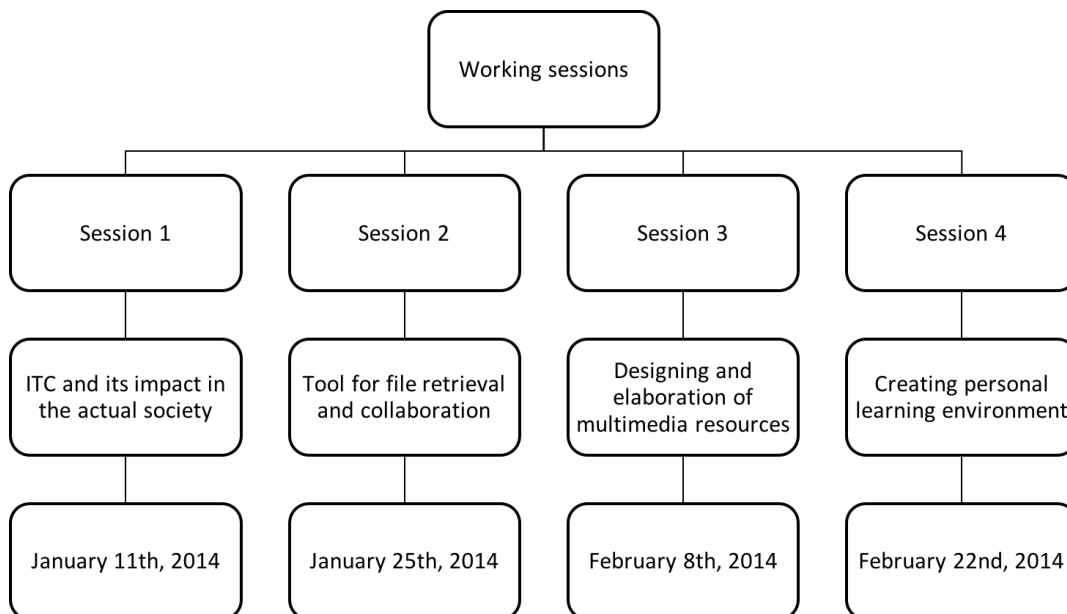 Working sessions
Session 1
Session 2
Session 3
Session 4
ITC and its impact in
the actual society
Tool for file retrieval
and collaboration
Designing and
elaboration of
multimedia resources
Creating personal
learning environment
January 11th, 2014
January 25th, 2014
February 8th, 2014
February 22nd, 2014